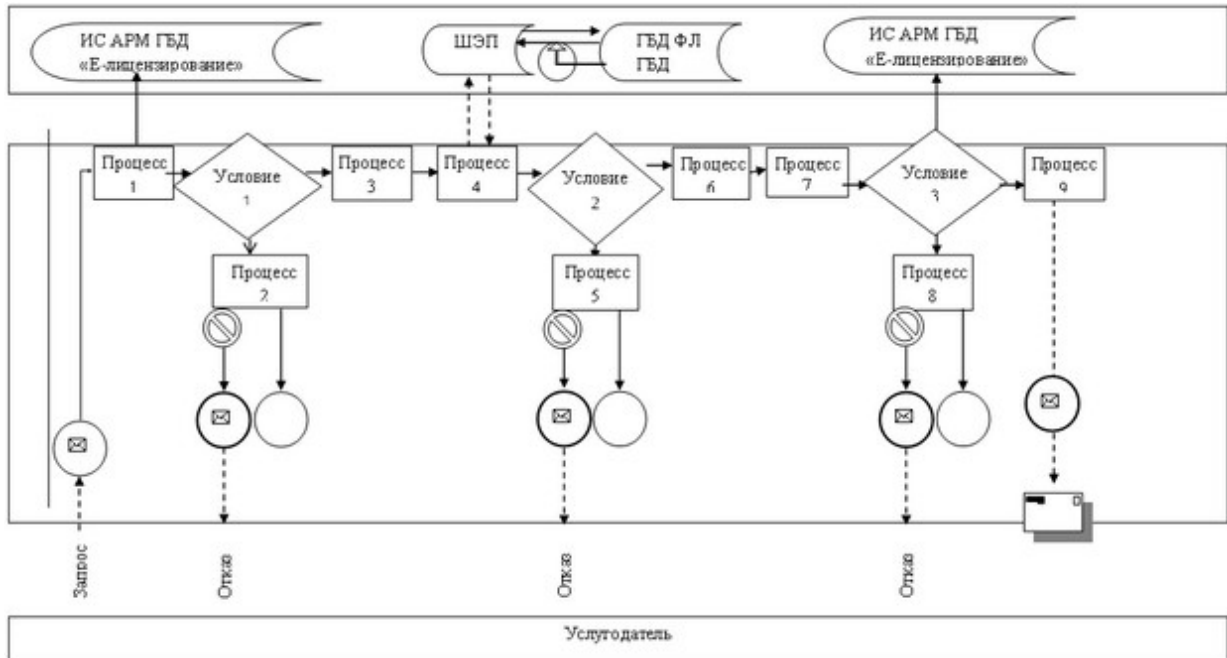 ИС АРМ ГБД
«Е-лицензирование»
ШЭП
ГБД ФЛ
ГБД
ИС АРМ ГБД
«Е-лицензирование»
Процесс
1
Условие
1
Процесс
3
Процесс
4
Условие
2
Процесс
6
Процесс
7
Условие
3
Процесс
9
Процесс
2
Процесс
5
Процесс
8
Запрос
Отказ
Отказ
Отказ
Услугодатель